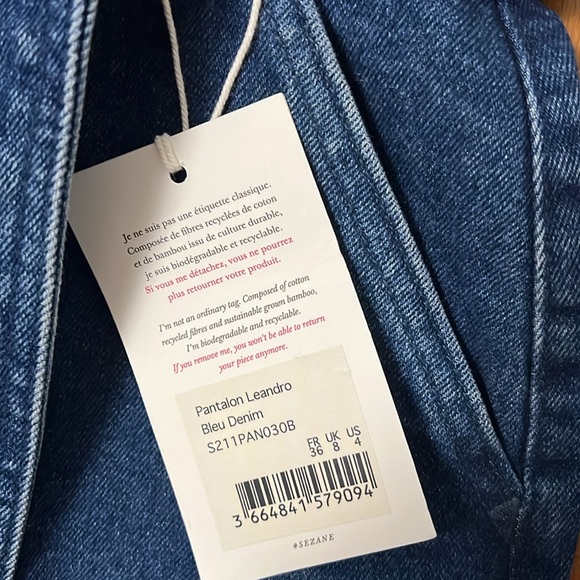 Je ne suis pas une étiquette classique.
Composée de fibres recyclées de coton
et de bambou issu de culture durable,
je suis biodégradable et recyclable.
Si vous me détachez, vous ne pourrez
plus retourner votre produit.
I'm not an ordinary tag. Composed of cotton
recycled fibres and sustainable grown bamboo,
I'm biodegradable and recyclable.
If you remove me, you won't be able to return
your piece anymore.
Pantalon Leandro
Bleu Denim
S211PAN030B
FR UK US
36 8 4
3 664841 579094
#SEZANE